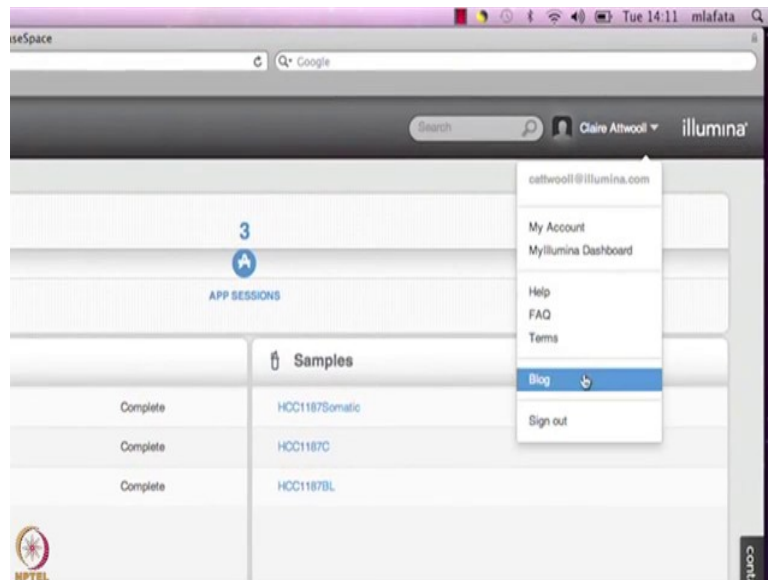 Tue 14:11 mlafata
seSpace
Google
Search
Claire Attwooll
illumina
cattwooll@illumina.com
My Account
MyIllumina Dashboard
Help
FAQ
Terms
Blog
Sign out
3
APP SESSIONS
Samples
Complete HCC1187Somatic
Complete HCC1187C
Complete HCC1187BL
NPTEL
cont